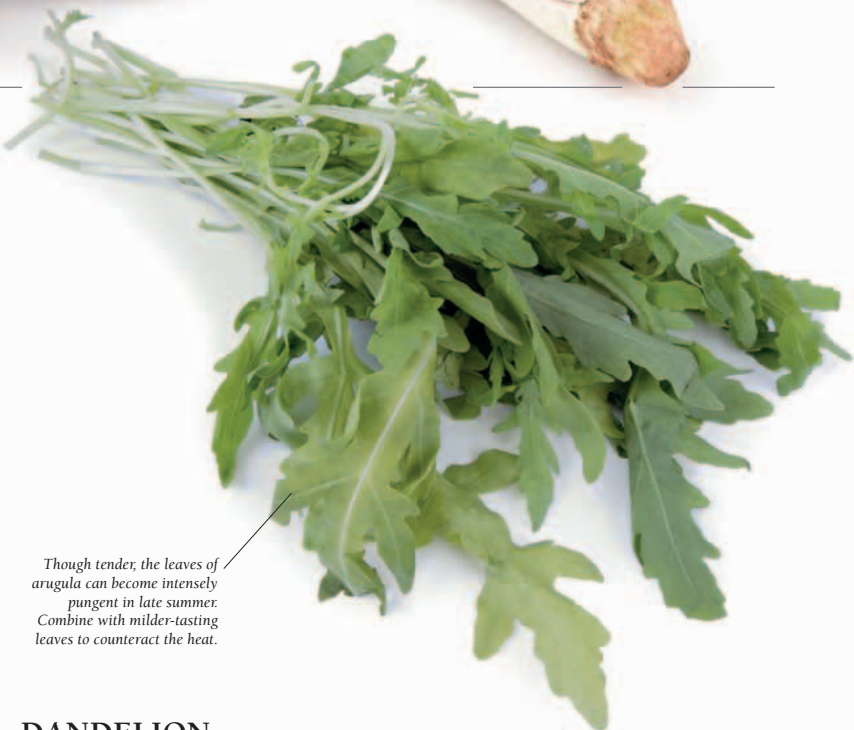 Though tender, the leaves of
arugula can become intensely
pungent in late summer.
Combine with milder-tasting
leaves to counteract the heat.
DANDELION